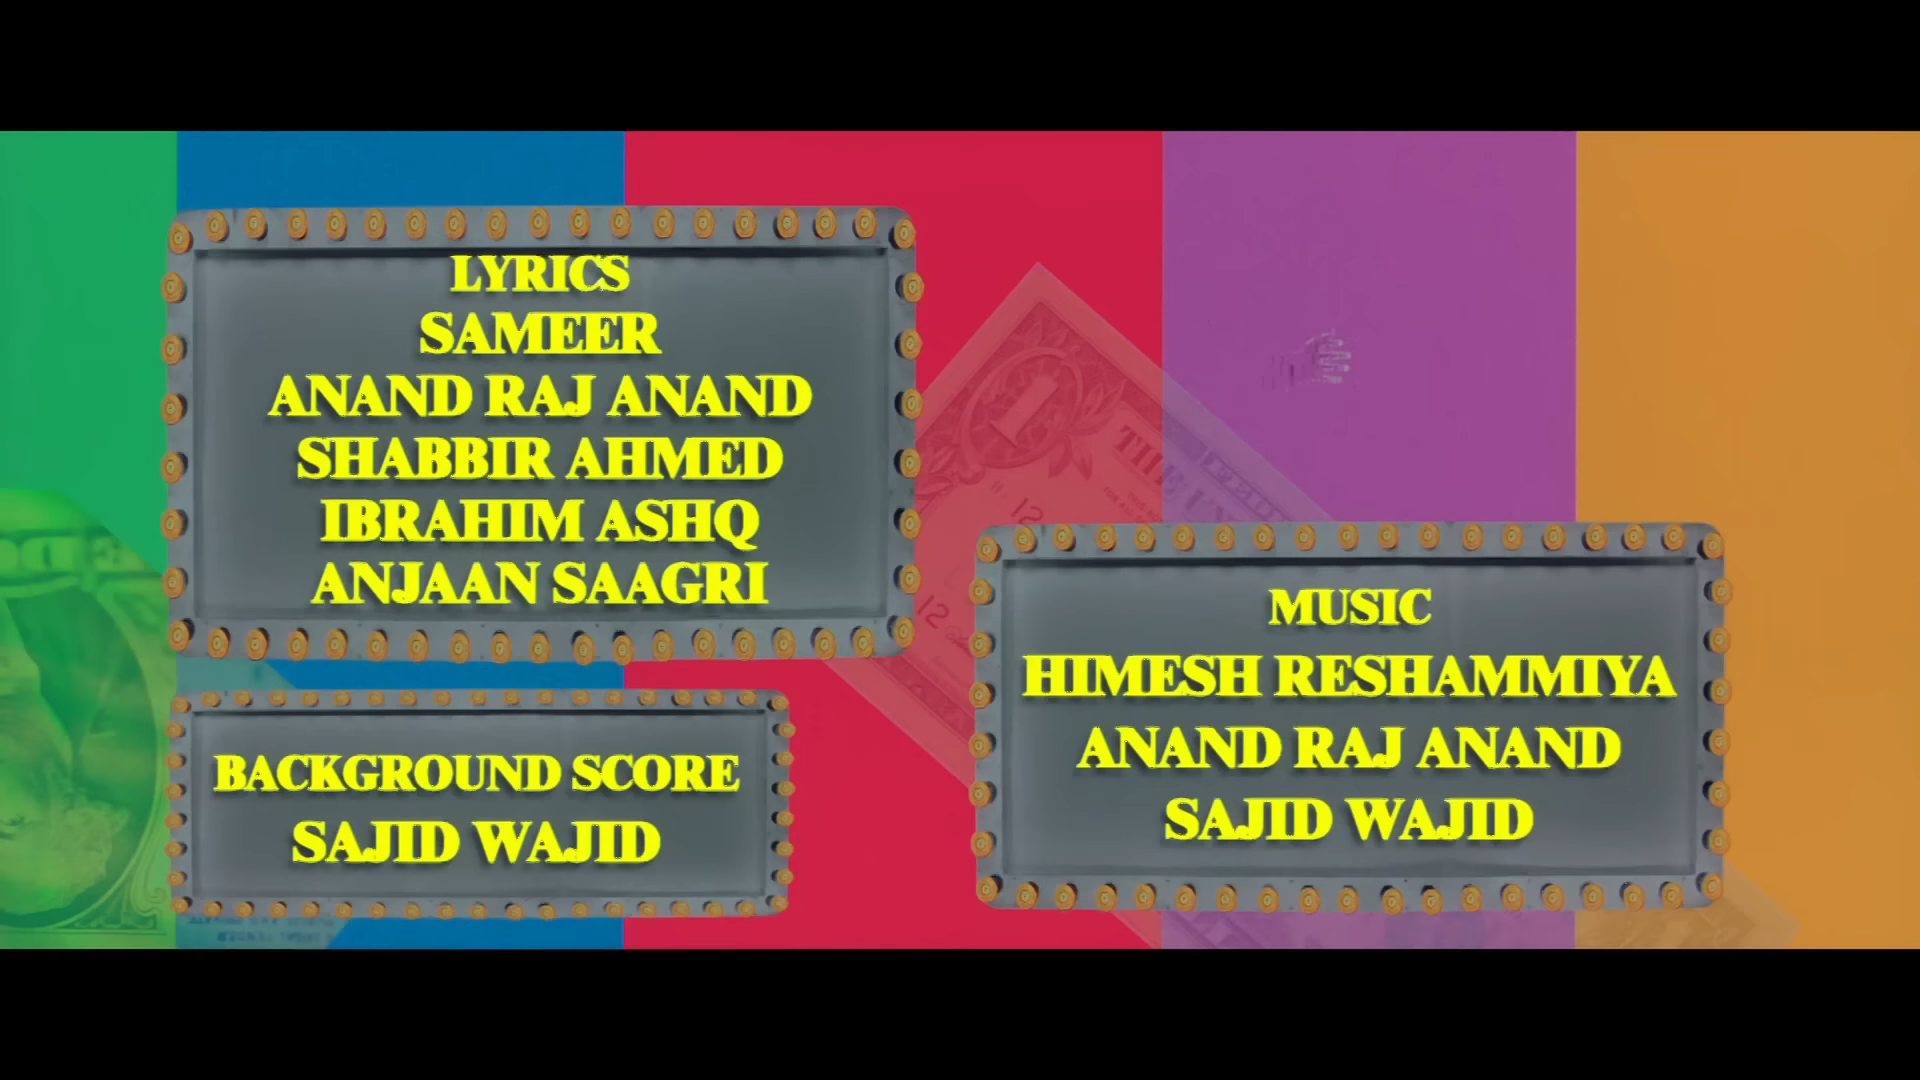 LYRICS
SAMEER
ANAND RAJ ANAND
SHABBIR AHMED
IBRAHIM ASHQ
ANJAAN SAAGRI
BACKGROUND SCORE
SAJID WAJID
MUSIC
HIMESH RESHAMMIYA
ANAND RAJ ANAND
SAJID WAJID